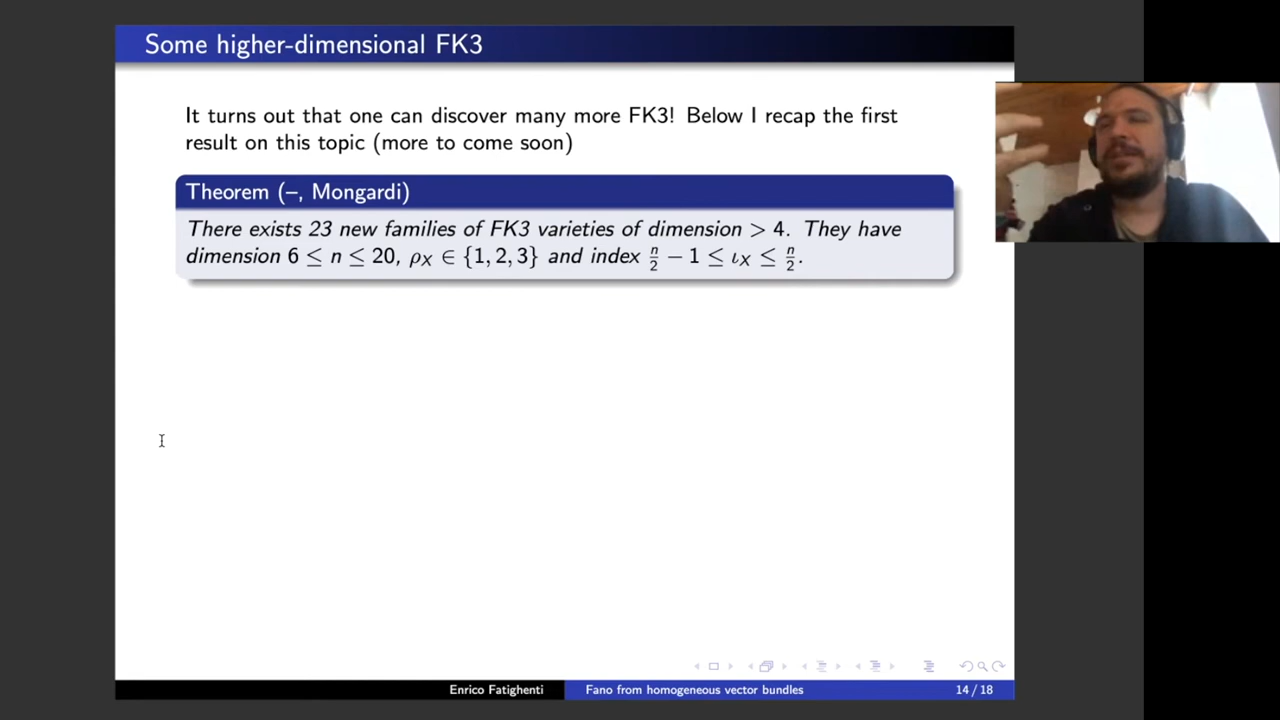 Some higher-dimensional FK3
It turns out that one can discover many more FK3! Below I recap the first
result on this topic (more to come soon)
Theorem (–, Mongardi)
There exists 23 new families of FK3 varieties of dimension > 4. They have
dimension 6 ≤ n ≤ 20, ρ_X ∈ {1, 2, 3} and index n/2 − 1 ≤ ι_X ≤ n/2.
Enrico Fatighenti
Fano from homogeneous vector bundles
14 / 18